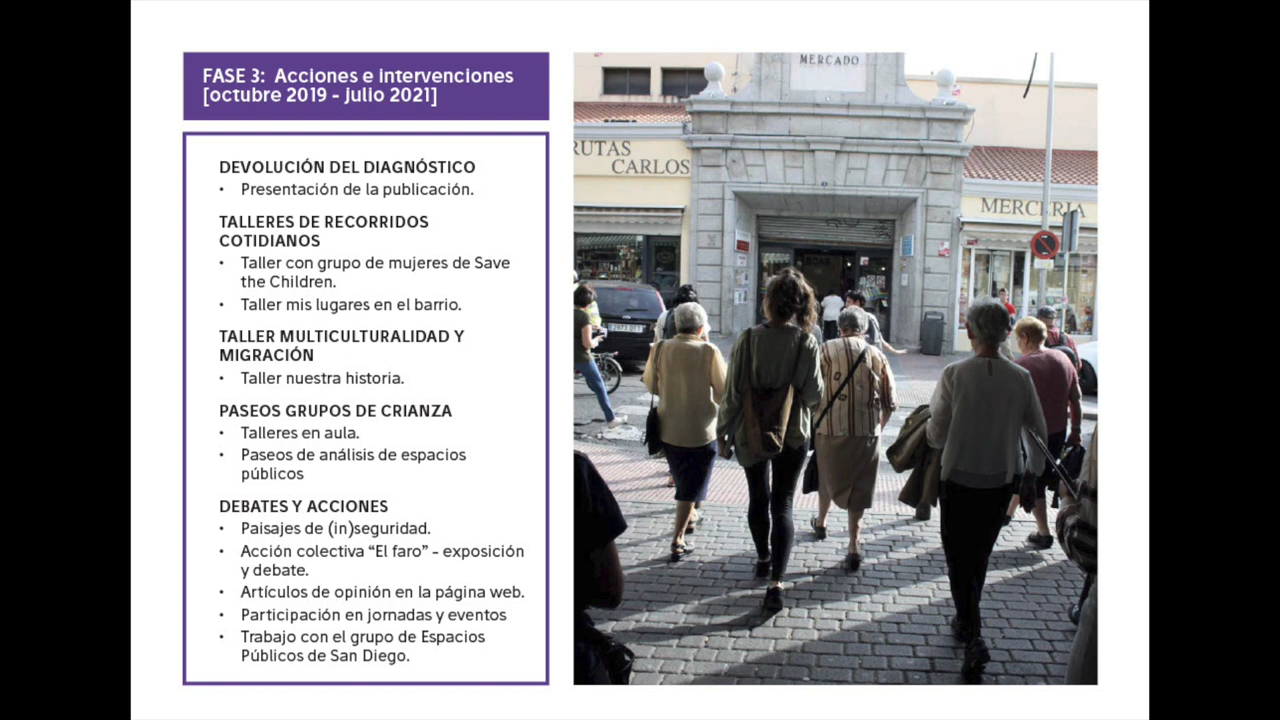 FASE 3: Acciones e intervenciones
[octubre 2019 - julio 2021]
DEVOLUCIÓN DEL DIAGNÓSTICO
• Presentación de la publicación.
TALLERES DE RECORRIDOS
COTIDIANOS
• Taller con grupo de mujeres de Save
the Children.
• Taller mis lugares en el barrio.
TALLER MULTICULTURALIDAD Y
MIGRACIÓN
• Taller nuestra historia.
PASEOS GRUPOS DE CRIANZA
• Talleres en aula.
• Paseos de análisis de espacios
públicos
DEBATES Y ACCIONES
• Paisajes de (in)seguridad.
• Acción colectiva “El faro” - exposición
y debate.
• Artículos de opinión en la página web.
• Participación en jornadas y eventos
• Trabajo con el grupo de Espacios
Públicos de San Diego.
MERCADO
RUTAS
CARLOS
MERCERIA